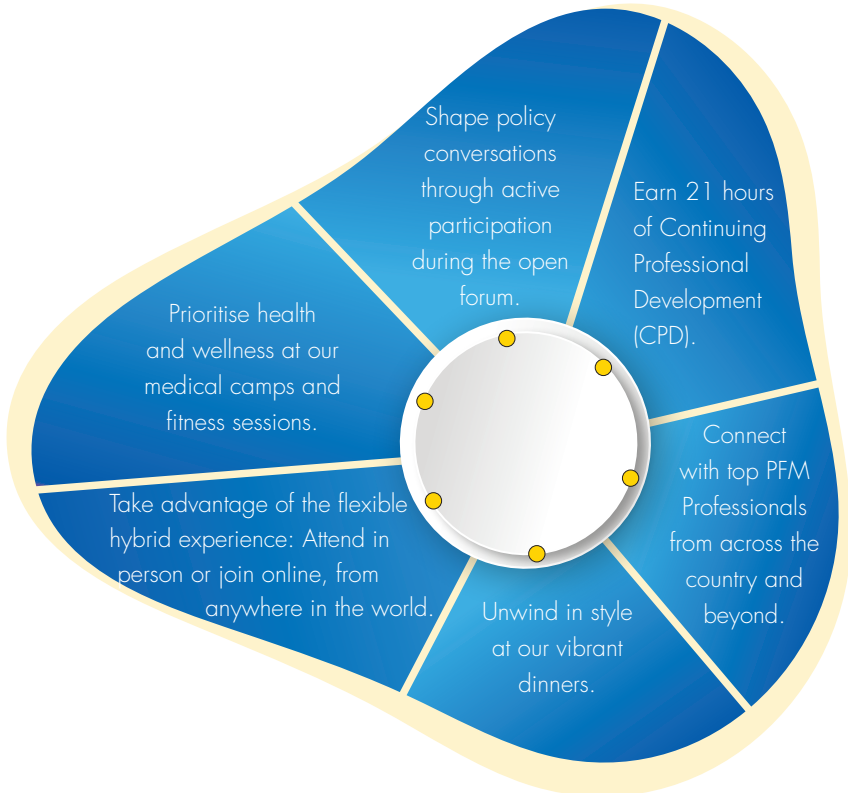 Shape policy
conversations
through active
participation
during the open
forum.
Earn 21 hours
of Continuing
Professional
Development
(CPD).
Connect
with top PFM
Professionals
from across the
country and
beyond.
Unwind in style
at our vibrant
dinners.
Take advantage of the flexible
hybrid experience: Attend in
person or join online, from
anywhere in the world.
Prioritise health
and wellness at our
medical camps and
fitness sessions.